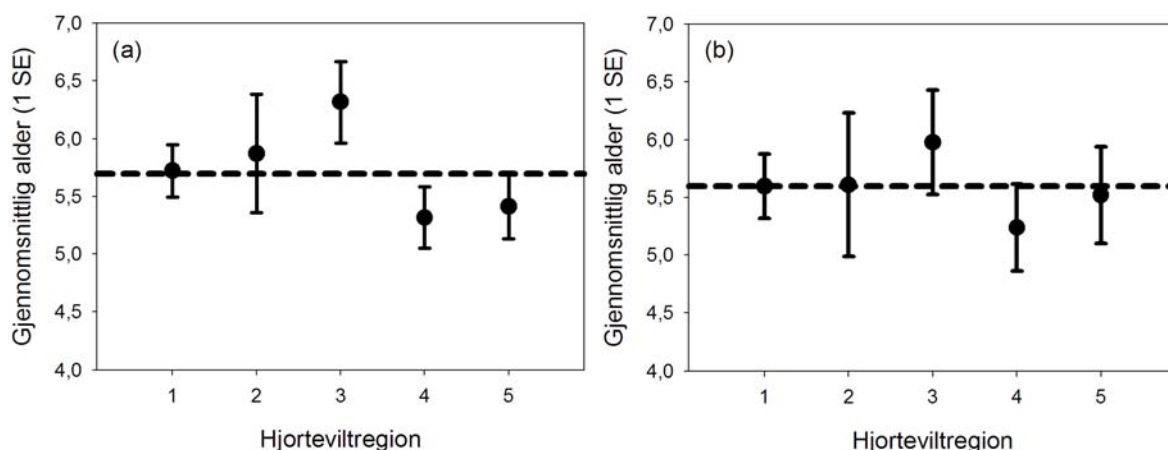 (a)
Gjennomsnittlig alder (1 SE)
7,0
6,5
6,0
5,5
5,0
4,5
4,0
1 2 3 4 5
Hjorteviltregion
(b)
Gjennomsnittlig alder (1 SE)
7,0
6,5
6,0
5,5
5,0
4,5
4,0
1 2 3 4 5
Hjorteviltregion